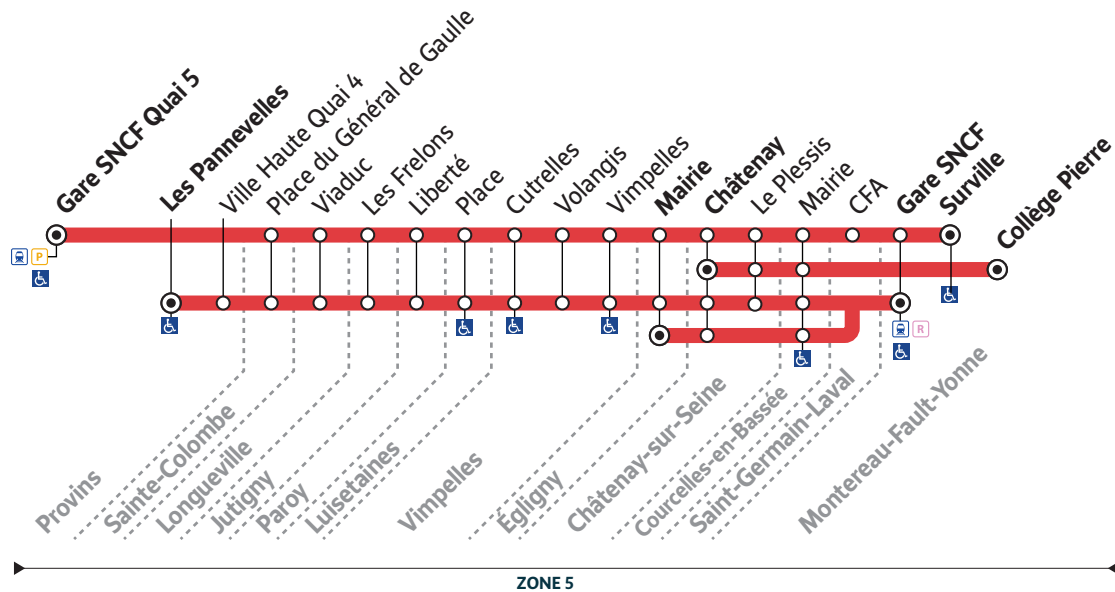 Gare SNCF Quai 5
Les Pannevelles
Ville Haute Quai 4
Place du Général de Gaulle
Viaduc
Les Frelons
Liberté
Place
Cutrelles
Volangis
Vimpelles
Mairie
Châtenay
Le Plessis
Mairie
CFA
Gare SNCF
Surville
Collège Pierre
P
R
Provins
Sainte-Colombe
Longueville
Jutigny
Paroy
Luisetaines
Vimpelles
Égligny
Châtenay-sur-Seine
Courcelles-en-Bassée
Saint-Germain-Laval
Montereau-Fault-Yonne
ZONE 5